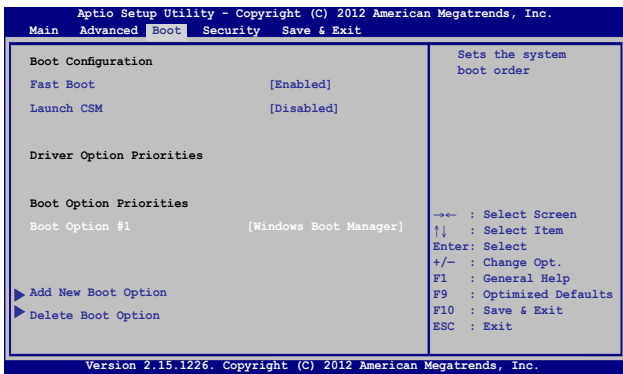 Aptio Setup Utility - Copyright (C) 2012 American Megatrends, Inc.
Main Advanced Boot Security Save & Exit
Boot Configuration
Fast Boot [Enabled]
Launch CSM [Disabled]
Driver Option Priorities
Boot Option Priorities
Boot Option #1 [Windows Boot Manager]
Add New Boot Option
Delete Boot Option
Sets the system
boot order
→← : Select Screen
↑↓ : Select Item
Enter: Select
+/— : Change Opt.
F1 : General Help
F9 : Optimized Defaults
F10 : Save & Exit
ESC : Exit
Version 2.15.1226. Copyright (C) 2012 American Megatrends, Inc.